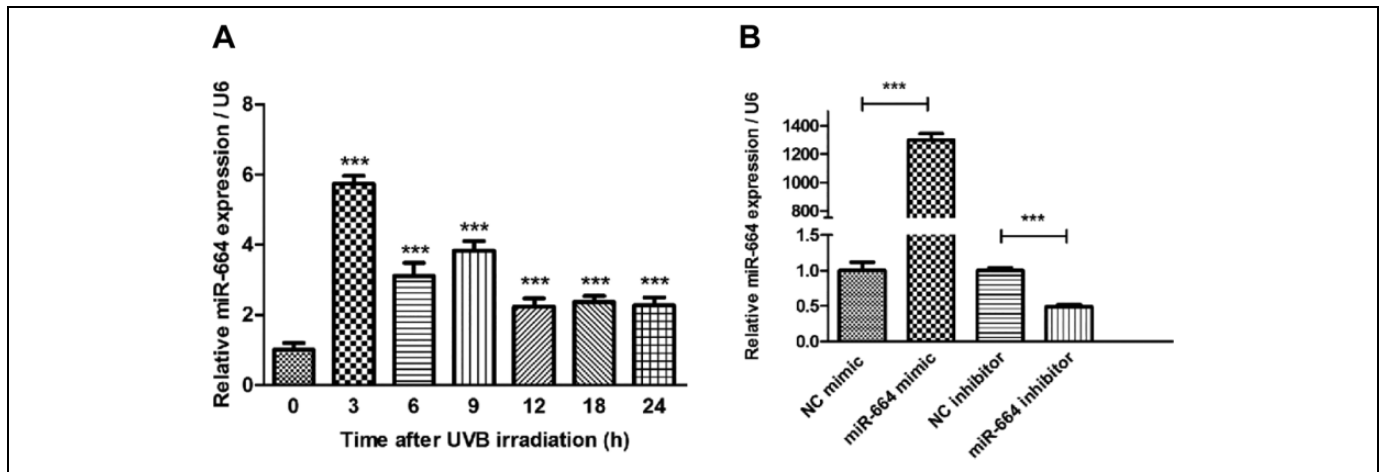 A
Relative miR-664 expression / U6
8
6
4
2
0
***
***
***
***
***
***
0 3 6 9 12 18 24
Time after UVB irradiation (h)
B
Relative miR-664 expression / U6
1400
1200
1000
800
1.5
1.0
0.5
0.0
***
***
NC mimic
miR-664 mimic
NC inhibitor
miR-664 inhibitor